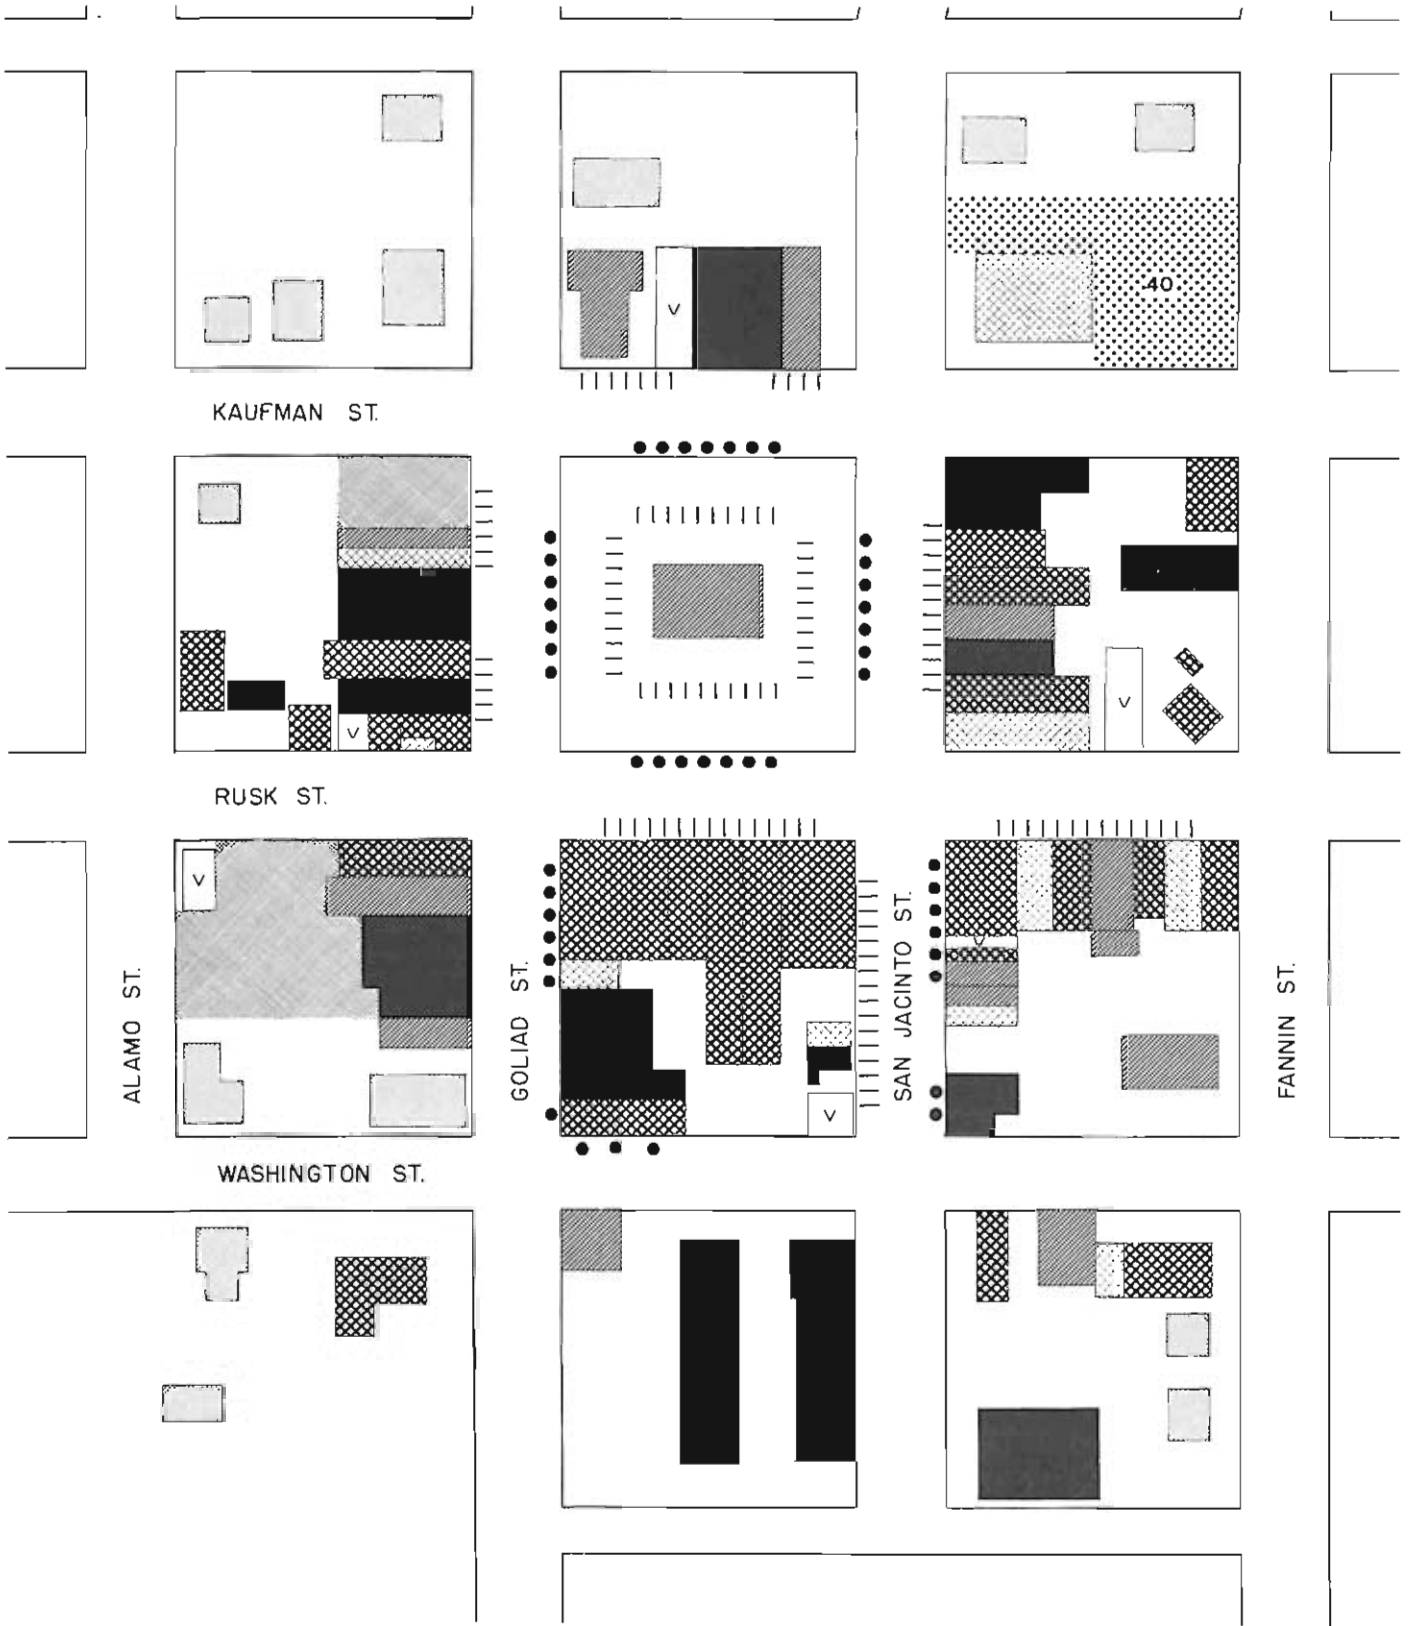 V
40
KAUFMAN ST.
V
V
RUSK ST.
V
V
ALAMO ST.
GOLIAD ST.
SAN JACINTO ST.
FANNIN ST.
V
WASHINGTON ST.